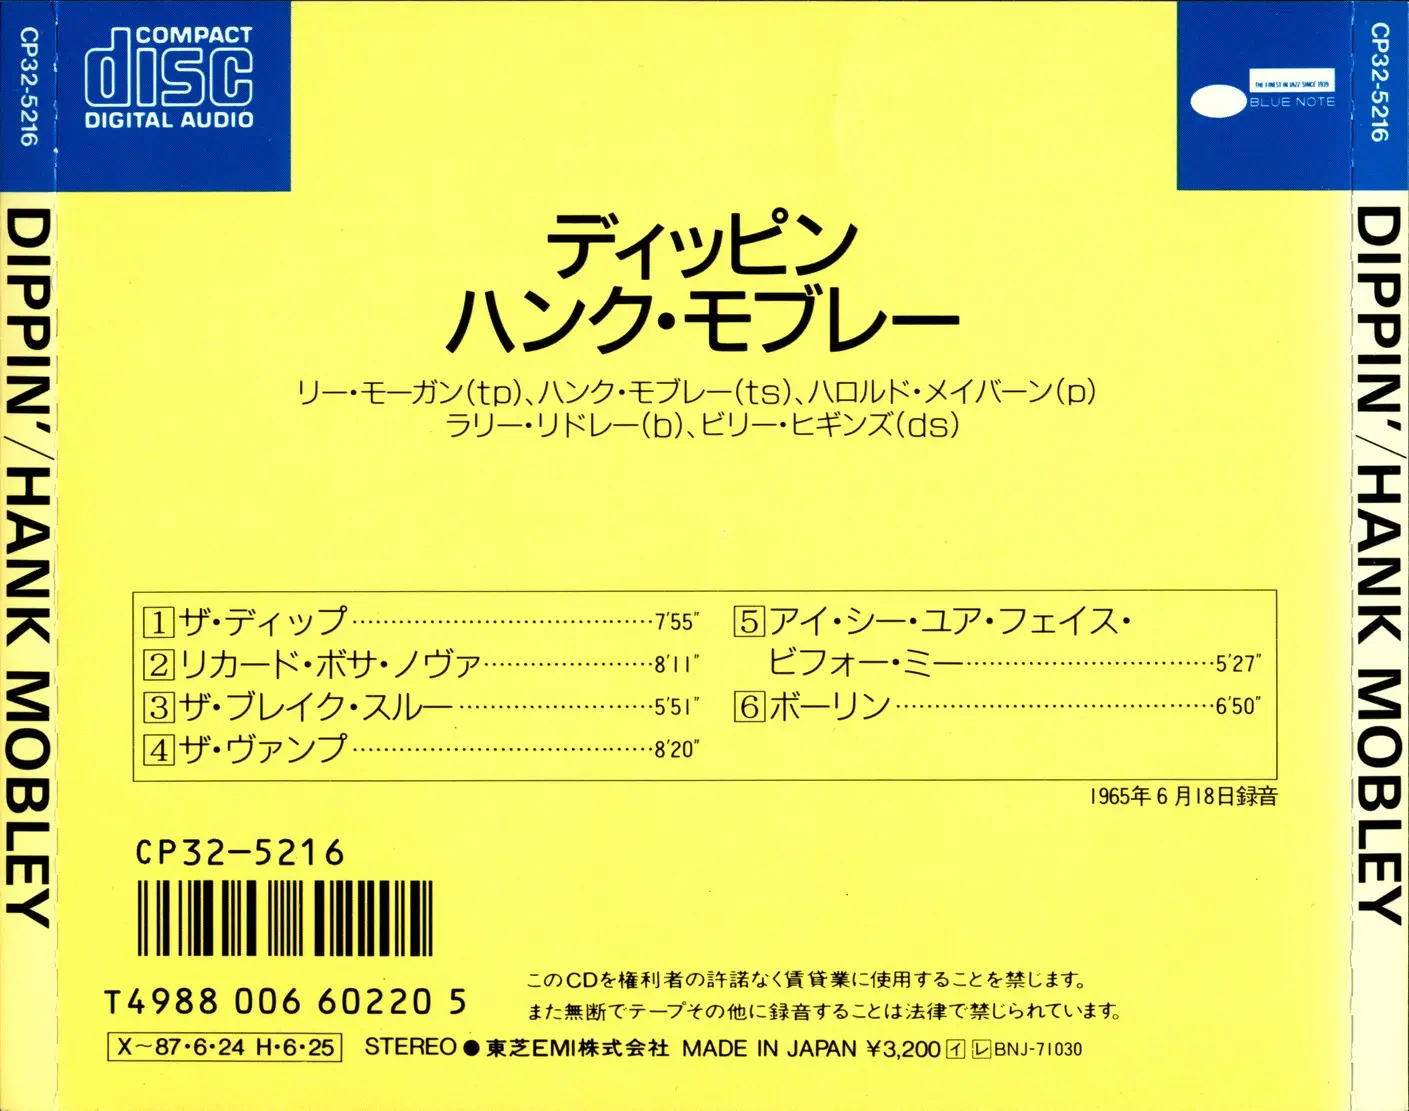 CP32-5216
DIPPIN'/HANK MOBLEY
COMPACT
disc
DIGITAL AUDIO
THE FINEST IN JAZZ SINCE 1939
BLUE NOTE
CP32-5216
DIPPIN'/HANK MOBLEY
ディッピン
ハンク・モブレー
リー・モーガン(tp)、ハンク・モブレー(ts)、ハロルド・メイバーン(p)
ラリー・リドレー(b)、ビリー・ヒギンズ(ds)
1 ザ・ディップ……………………………7′55″
2 リカード・ボサ・ノヴァ………………8′11″
3 ザ・ブレイク・スルー…………………5′51″
4 ザ・ヴァンプ……………………………8′20″
5 アイ・シー・ユア・フェイス・
ビフォー・ミー………………………5′27″
6 ボーリン………………………………6′50″
1965年6月18日録音
CP32-5216
T4988 006 60220 5
このCDを権利者の許諾なく賃貸業に使用することを禁じます。
また無断でテープその他に録音することは法律で禁じられています。
X~87・6・24 H・6・25 STEREO ● 東芝EMI株式会社 MADE IN JAPAN ¥3,200 イ レ BNJ-71030